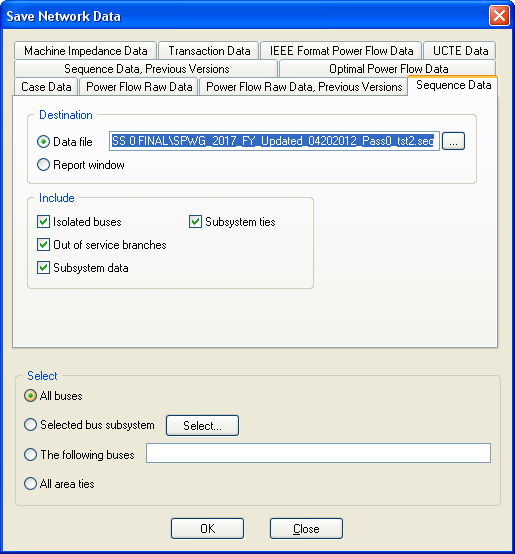 Save Network Data
Machine Impedance Data Transaction Data IEEE Format Power Flow Data UCTE Data
Sequence Data, Previous Versions Optimal Power Flow Data
Case Data Power Flow Raw Data Power Flow Raw Data, Previous Versions Sequence Data
Destination
Data file SS 0 FINAL\SPWG_2017_FY_Updated_04202012_Pass0_tst2.seq ...
Report window
Include
Isolated buses Subsystem ties
Out of service branches
Subsystem data
Select
All buses
Selected bus subsystem Select...
The following buses
All area ties
OK Close